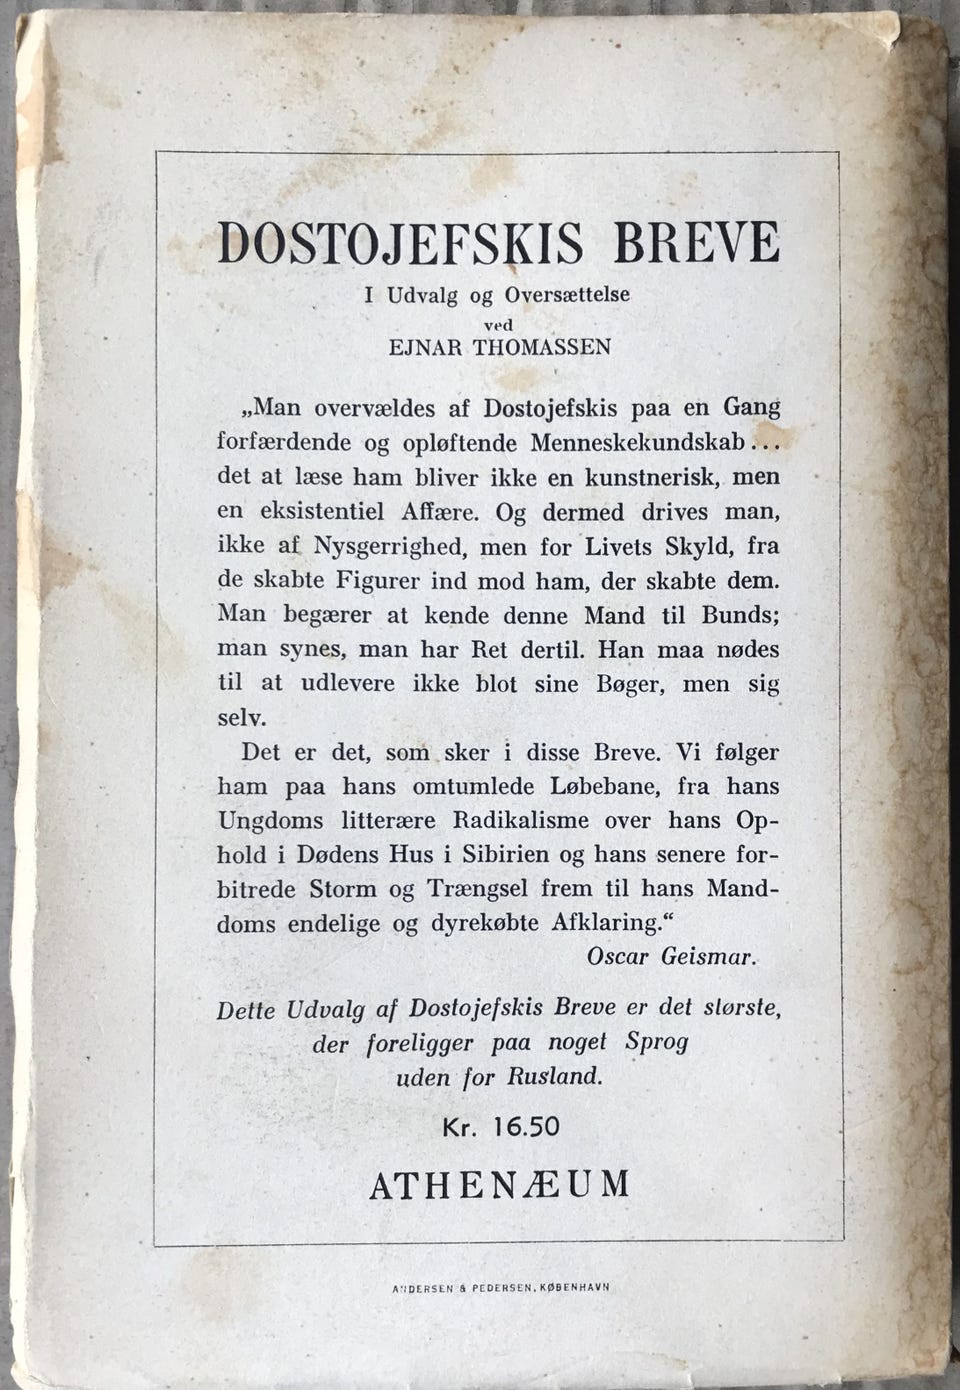 DOSTOJEFSKIS BREVE
I Udvalg og Oversættelse
ved
EJNAR THOMASSEN
„Man overvældes af Dostojefskis paa en Gang
forfærdende og opløftende Menneskekundskab...
det at læse ham bliver ikke en kunstnerisk, men
en eksistentiel Affære. Og dermed drives man,
ikke af Nysgerrighed, men for Livets Skyld, fra
de skabte Figurer ind mod ham, der skabte dem.
Man begærer at kende denne Mand til Bunds;
man synes, man har Ret dertil. Han maa nødes
til at udlevere ikke blot sine Bøger, men sig
selv.
Det er det, som sker i disse Breve. Vi følger
ham paa hans omtumlede Løbebane, fra hans
Ungdoms litterære Radikalisme over hans Op-
hold i Dødens Hus i Sibirien og hans senere for-
bitrede Storm og Trængsel frem til hans Mand-
doms endelige og dyrekøbte Afklaring.“
Oscar Geismar.
Dette Udvalg af Dostojefskis Breve er det største,
der foreligger paa noget Sprog
uden for Rusland.
Kr. 16.50
ATHENÆUM
ANDERSEN & PEDERSEN, KØBENHAVN